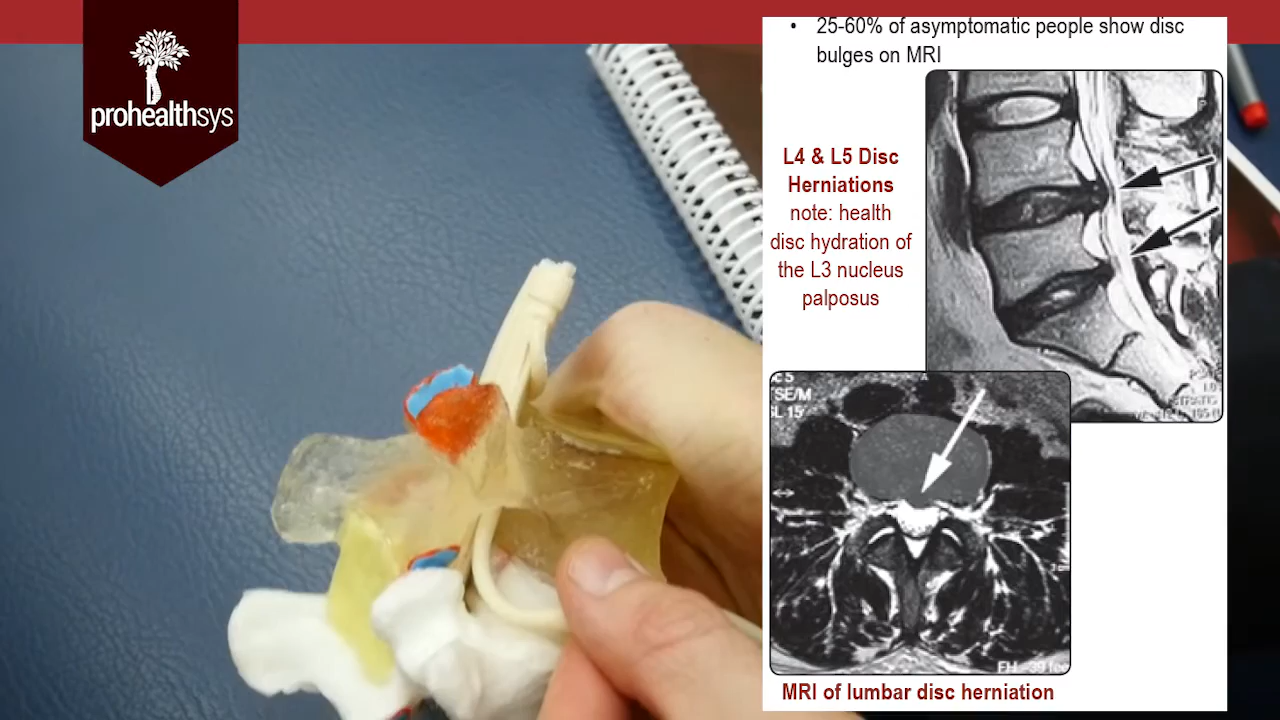 prohealthsys
• 25-60% of asymptomatic people show disc
bulges on MRI
L4 & L5 Disc
Herniations
note: health
disc hydration of
the L3 nucleus
palposus
TSE/M
SL 15
MRI of lumbar disc herniation